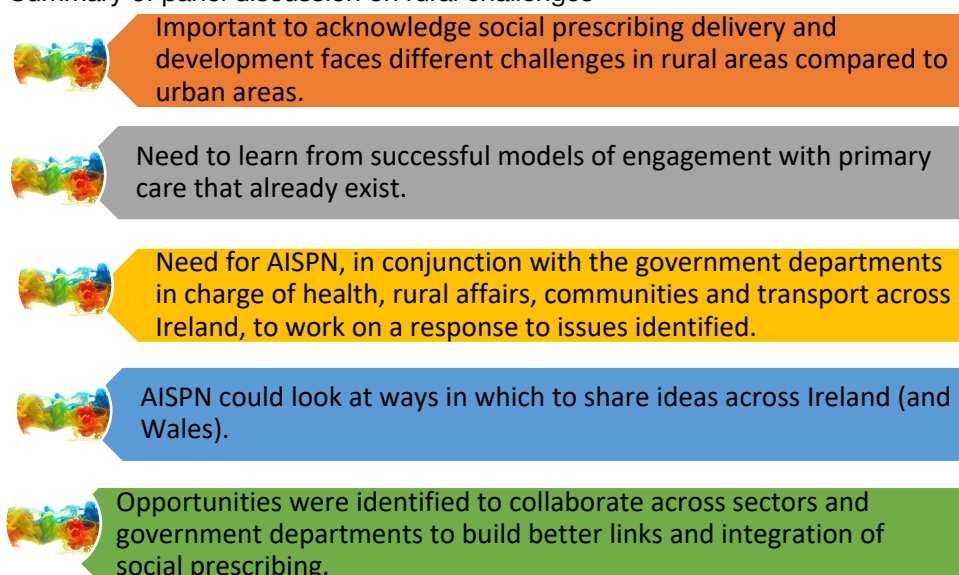 Summary of panel discussion on rural challenges
Important to acknowledge social prescribing delivery and
development faces different challenges in rural areas compared to
urban areas.
Need to learn from successful models of engagement with primary
care that already exist.
Need for AISPN, in conjunction with the government departments
in charge of health, rural affairs, communities and transport across
Ireland, to work on a response to issues identified.
AISPN could look at ways in which to share ideas across Ireland (and
Wales).
Opportunities were identified to collaborate across sectors and
government departments to build better links and integration of
social prescribing.